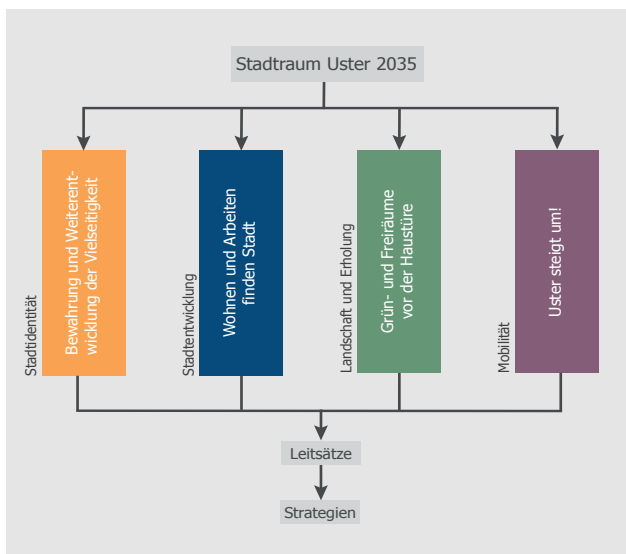 Stadtraum Uster 2035
Stadtidentität
Bewahrung und Weiterent-
wicklung der Vielseitigkeit
Stadtentwicklung
Wohnen und Arbeiten
finden Stadt
Landschaft und Erholung
Grün- und Freiräume
vor der Haustüre
Mobilität
Uster steigt um!
Leitsätze
Strategien